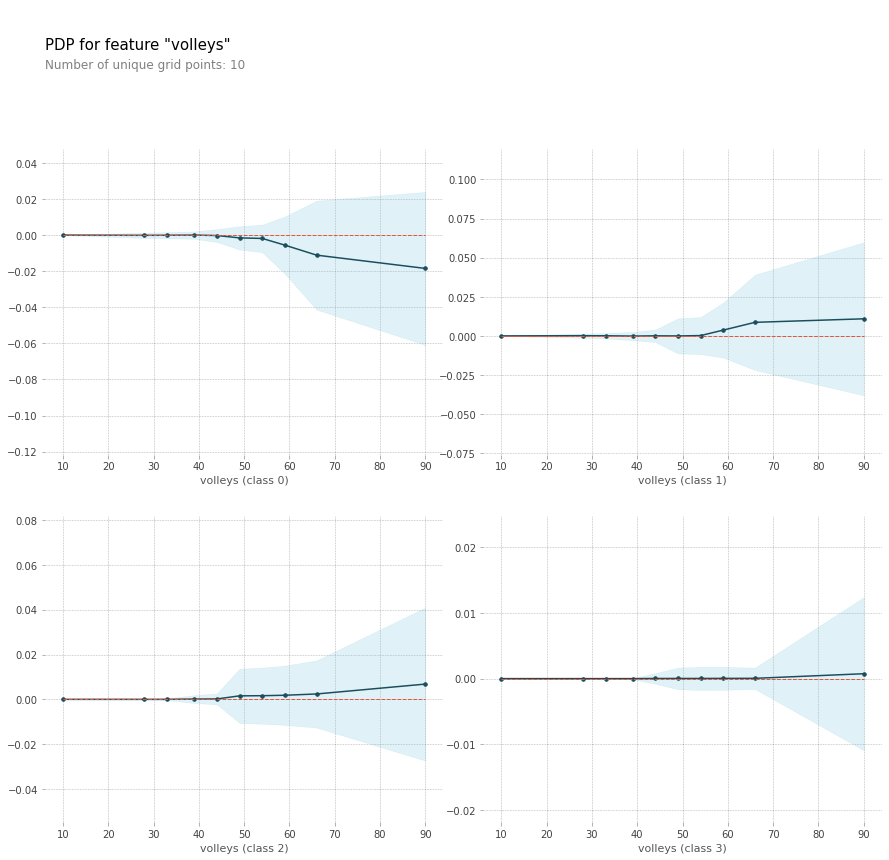 PDP for feature "volleys"
Number of unique grid points: 10
0.04
0.02
0.00
−0.02
−0.04
−0.06
−0.08
−0.10
−0.12
10 20 30 40 50 60 70 80 90
volleys (class 0)
0.100
0.075
0.050
0.025
0.000
−0.025
−0.050
−0.075
10 20 30 40 50 60 70 80 90
volleys (class 1)
0.08
0.06
0.04
0.02
0.00
−0.02
−0.04
10 20 30 40 50 60 70 80 90
volleys (class 2)
0.02
0.01
0.00
−0.01
−0.02
10 20 30 40 50 60 70 80 90
volleys (class 3)